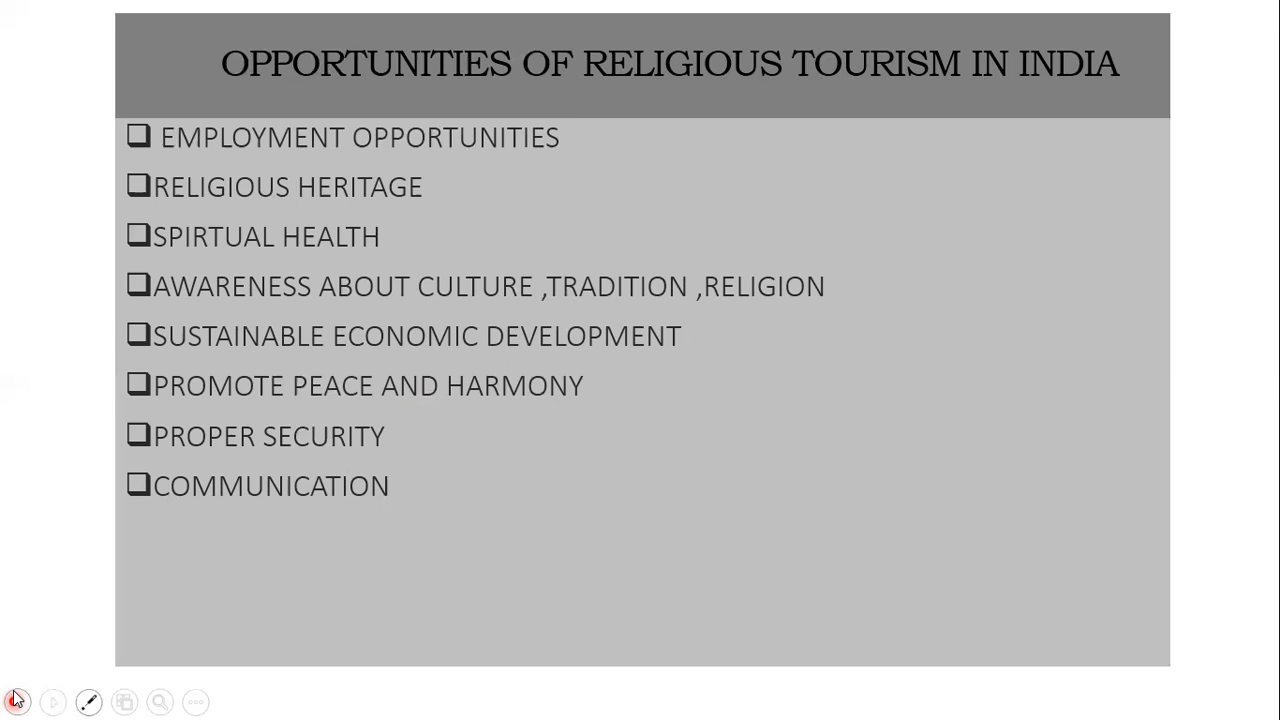 OPPORTUNITIES OF RELIGIOUS TOURISM IN INDIA
EMPLOYMENT OPPORTUNITIES
RELIGIOUS HERITAGE
SPIRTUAL HEALTH
AWARENESS ABOUT CULTURE ,TRADITION ,RELIGION
SUSTAINABLE ECONOMIC DEVELOPMENT
PROMOTE PEACE AND HARMONY
PROPER SECURITY
COMMUNICATION